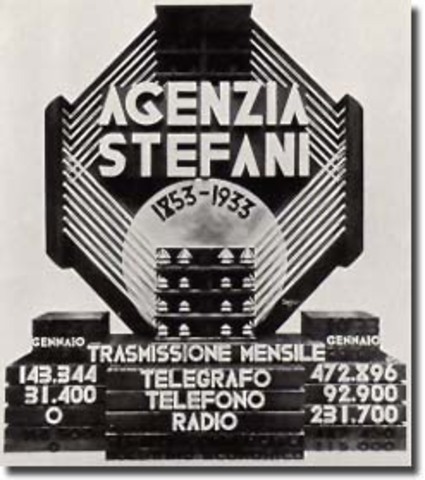 AGENZIA
STEFANI
1853-1933
GENNAIO GENNAIO
TRASMISSIONE MENSILE
143.344 TELEGRAFO 472.896
31.400 TELEFONO 92.900
0 RADIO 231.700